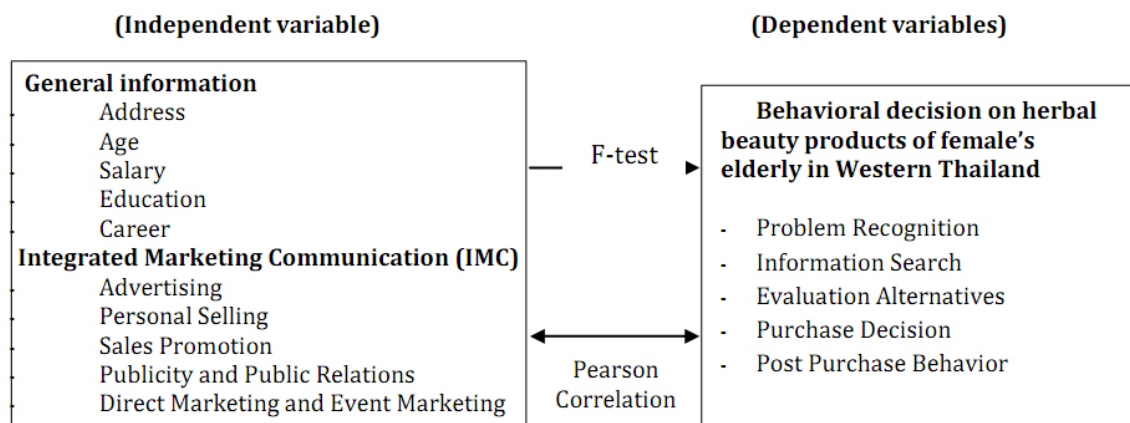 (Independent variable)
(Dependent variables)
General information
- Address
- Age
- Salary
- Education
- Career
Integrated Marketing Communication (IMC)
- Advertising
- Personal Selling
- Sales Promotion
- Publicity and Public Relations
- Direct Marketing and Event Marketing
F-test
Pearson
Correlation
Behavioral decision on herbal
beauty products of female's
elderly in Western Thailand
- Problem Recognition
- Information Search
- Evaluation Alternatives
- Purchase Decision
- Post Purchase Behavior